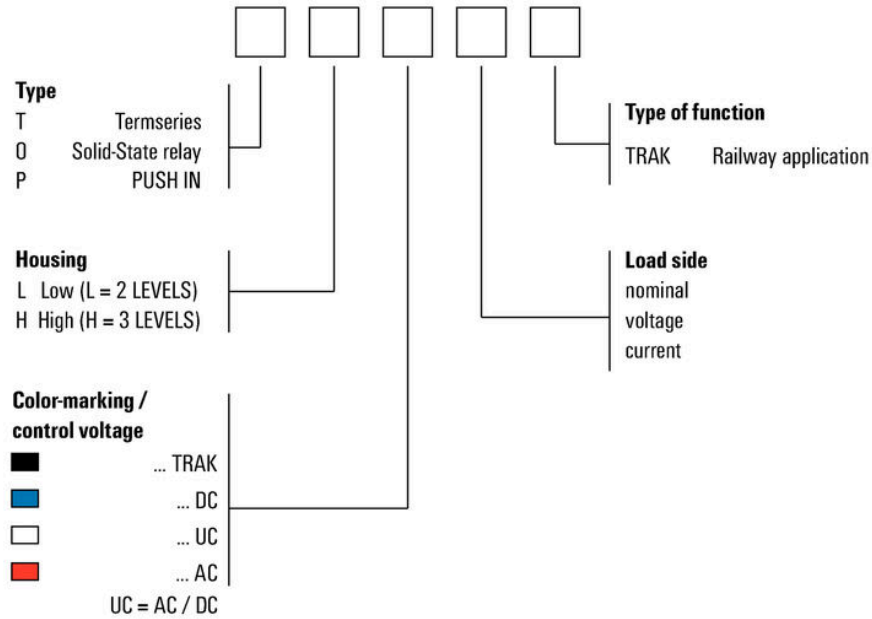 Type
T Termseries
O Solid-State relay
P PUSH IN
Housing
L Low (L = 2 LEVELS)
H High (H = 3 LEVELS)
Color-marking /
control voltage
... TRAK
... DC
... UC
... AC
UC = AC / DC
Type of function
TRAK Railway application
Load side
nominal
voltage
current